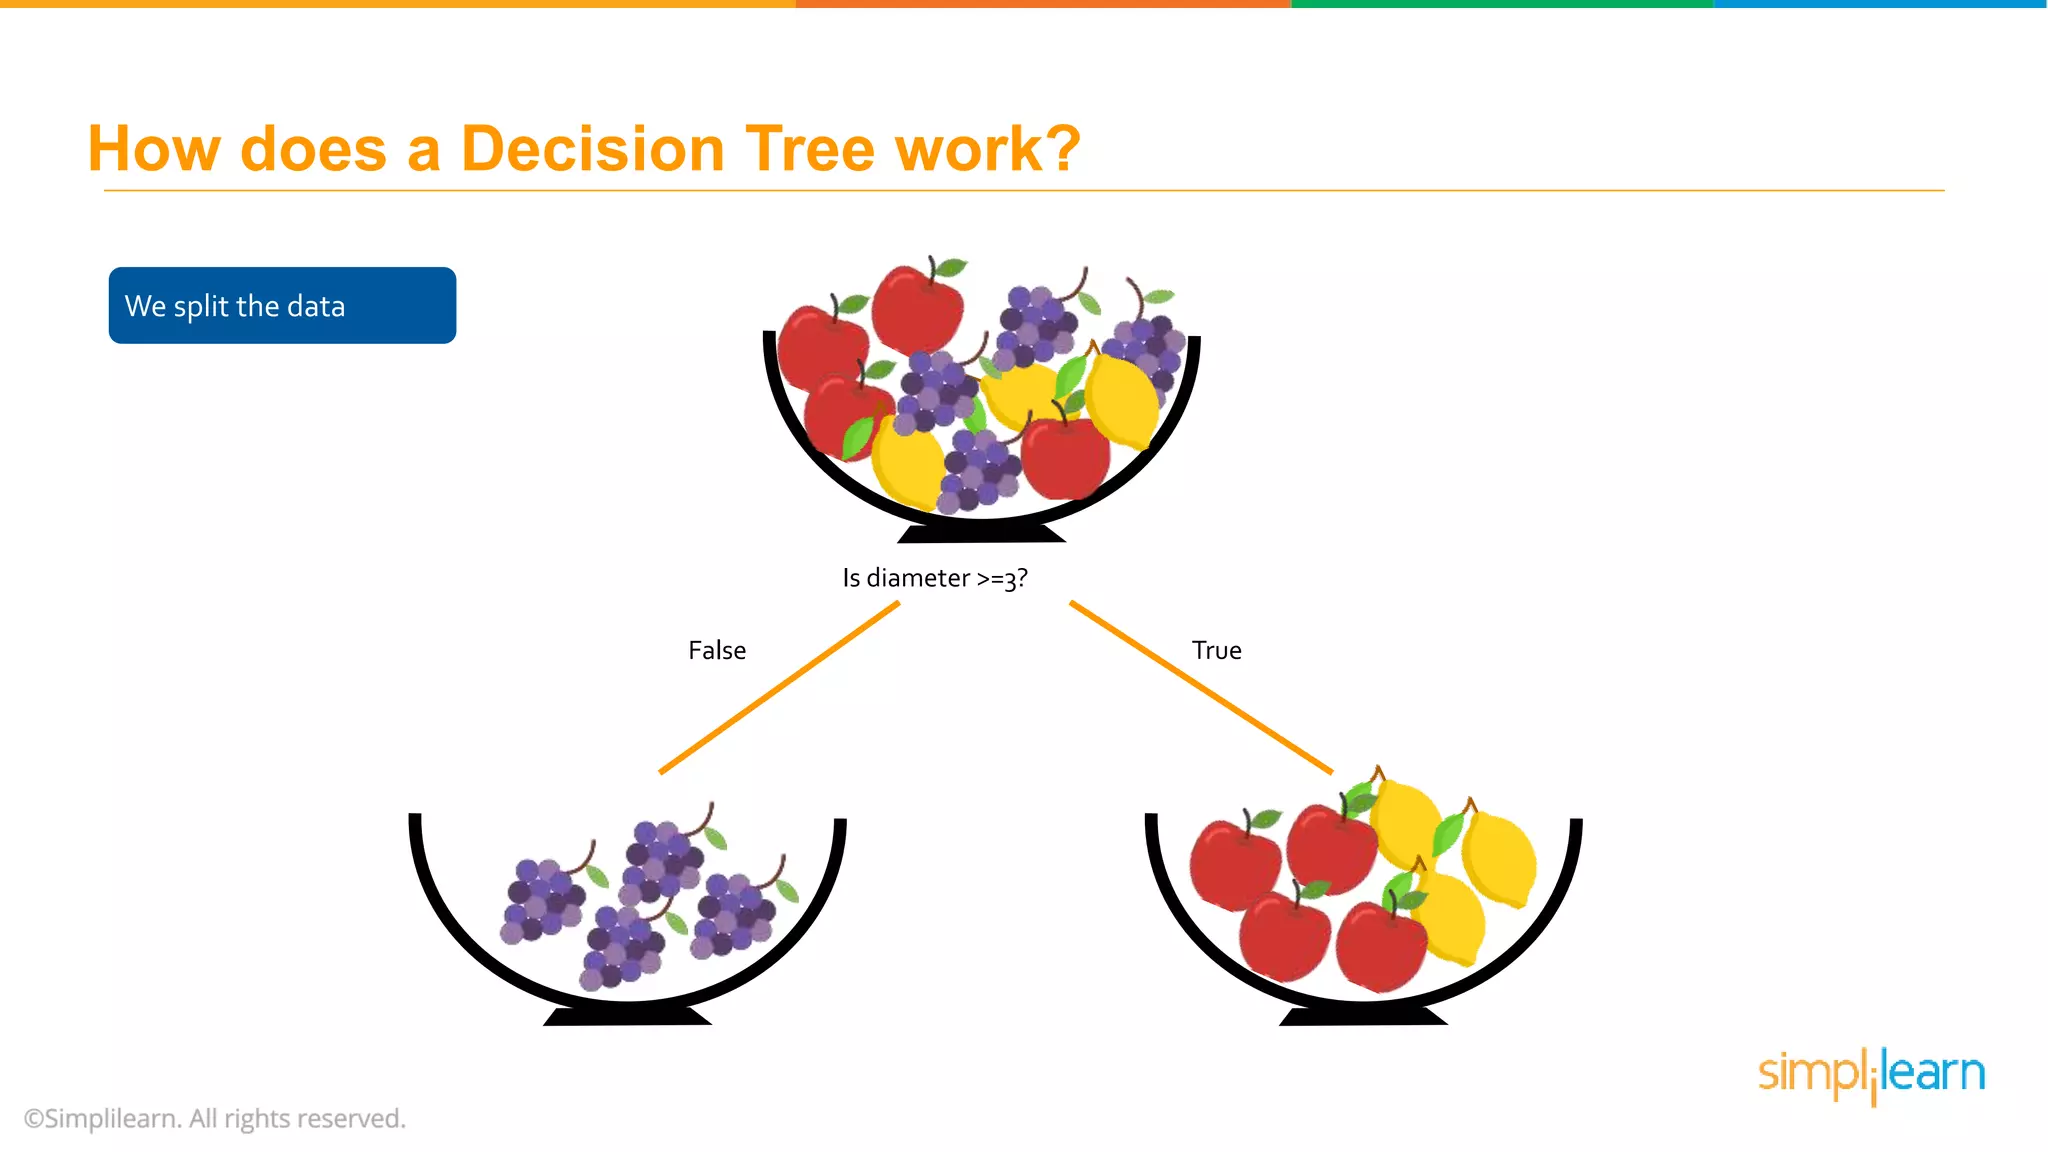 How does a Decision Tree work?
We split the data
Is diameter >=3?
False
True
simplilearn
©Simplilearn. All rights reserved.